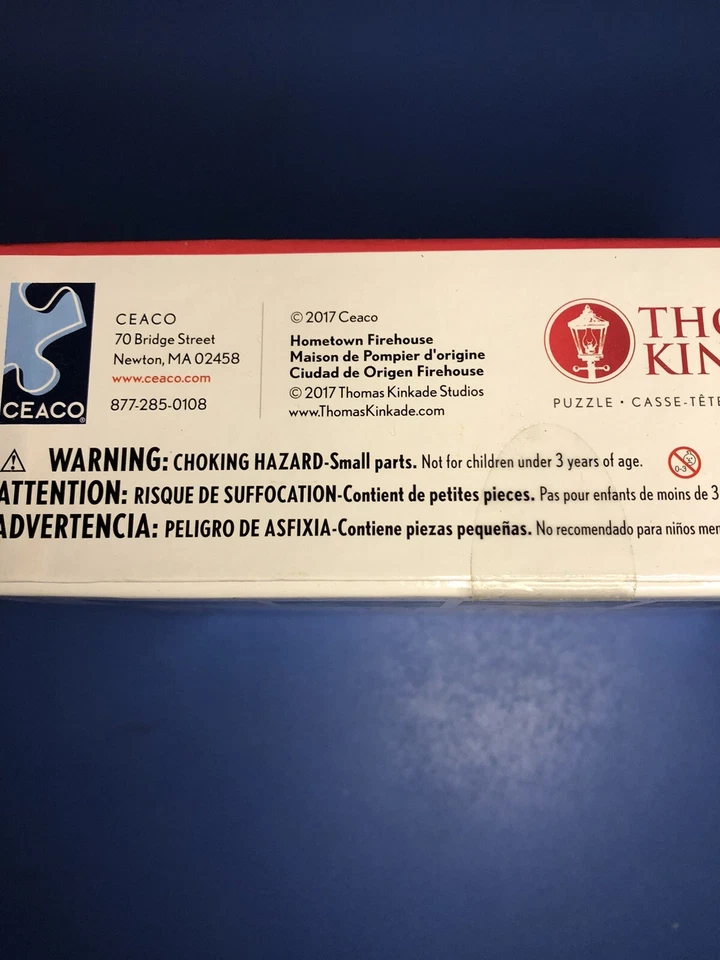 CEACO®
CEACO
70 Bridge Street
Newton, MA 02458
www.ceaco.com
877-285-0108
© 2017 Ceaco
Hometown Firehouse
Maison de Pompier d'origine
Ciudad de Origen Firehouse
© 2017 Thomas Kinkade Studios
www.ThomasKinkade.com
THO
KIN
PUZZLE • CASSE-TÊTE
WARNING: CHOKING HAZARD-Small parts. Not for children under 3 years of age.
0-3
ATTENTION: RISQUE DE SUFFOCATION-Contient de petites pieces. Pas pour enfants de moins de 3
ADVERTENCIA: PELIGRO DE ASFIXIA-Contiene piezas pequeñas. No recomendado para niños men